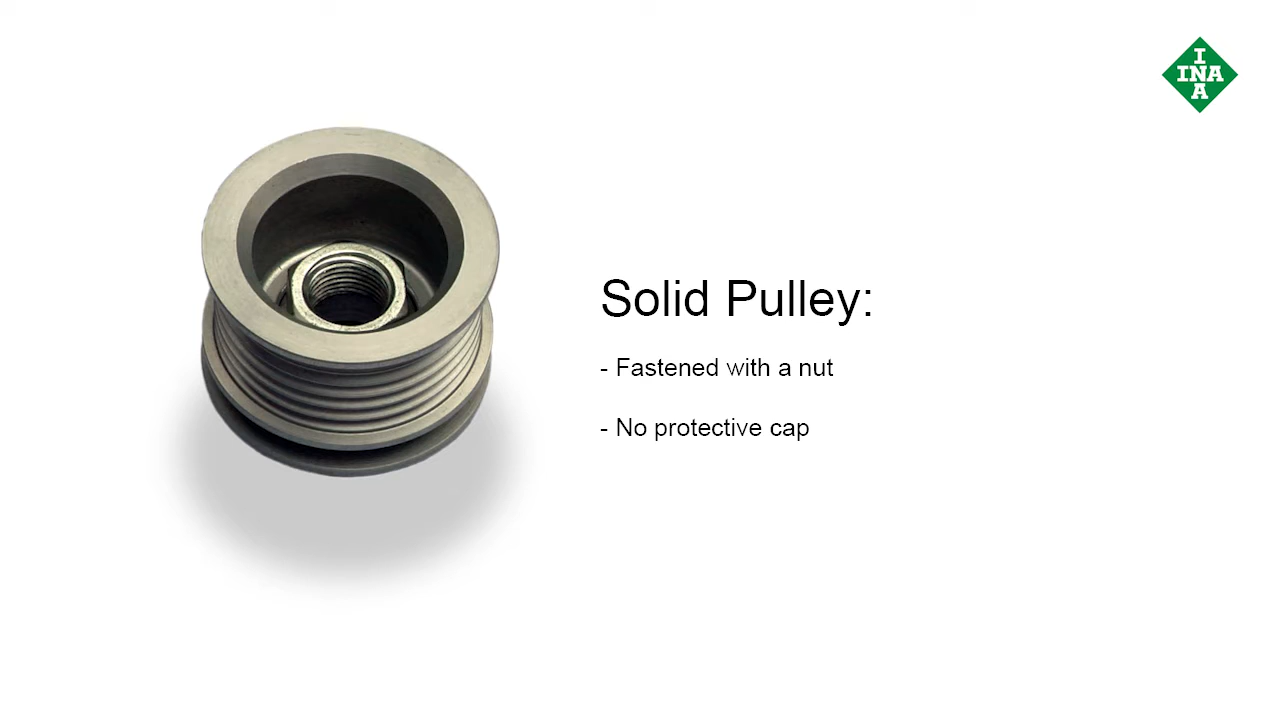 I
INA
A
Solid Pulley:
- Fastened with a nut
- No protective cap